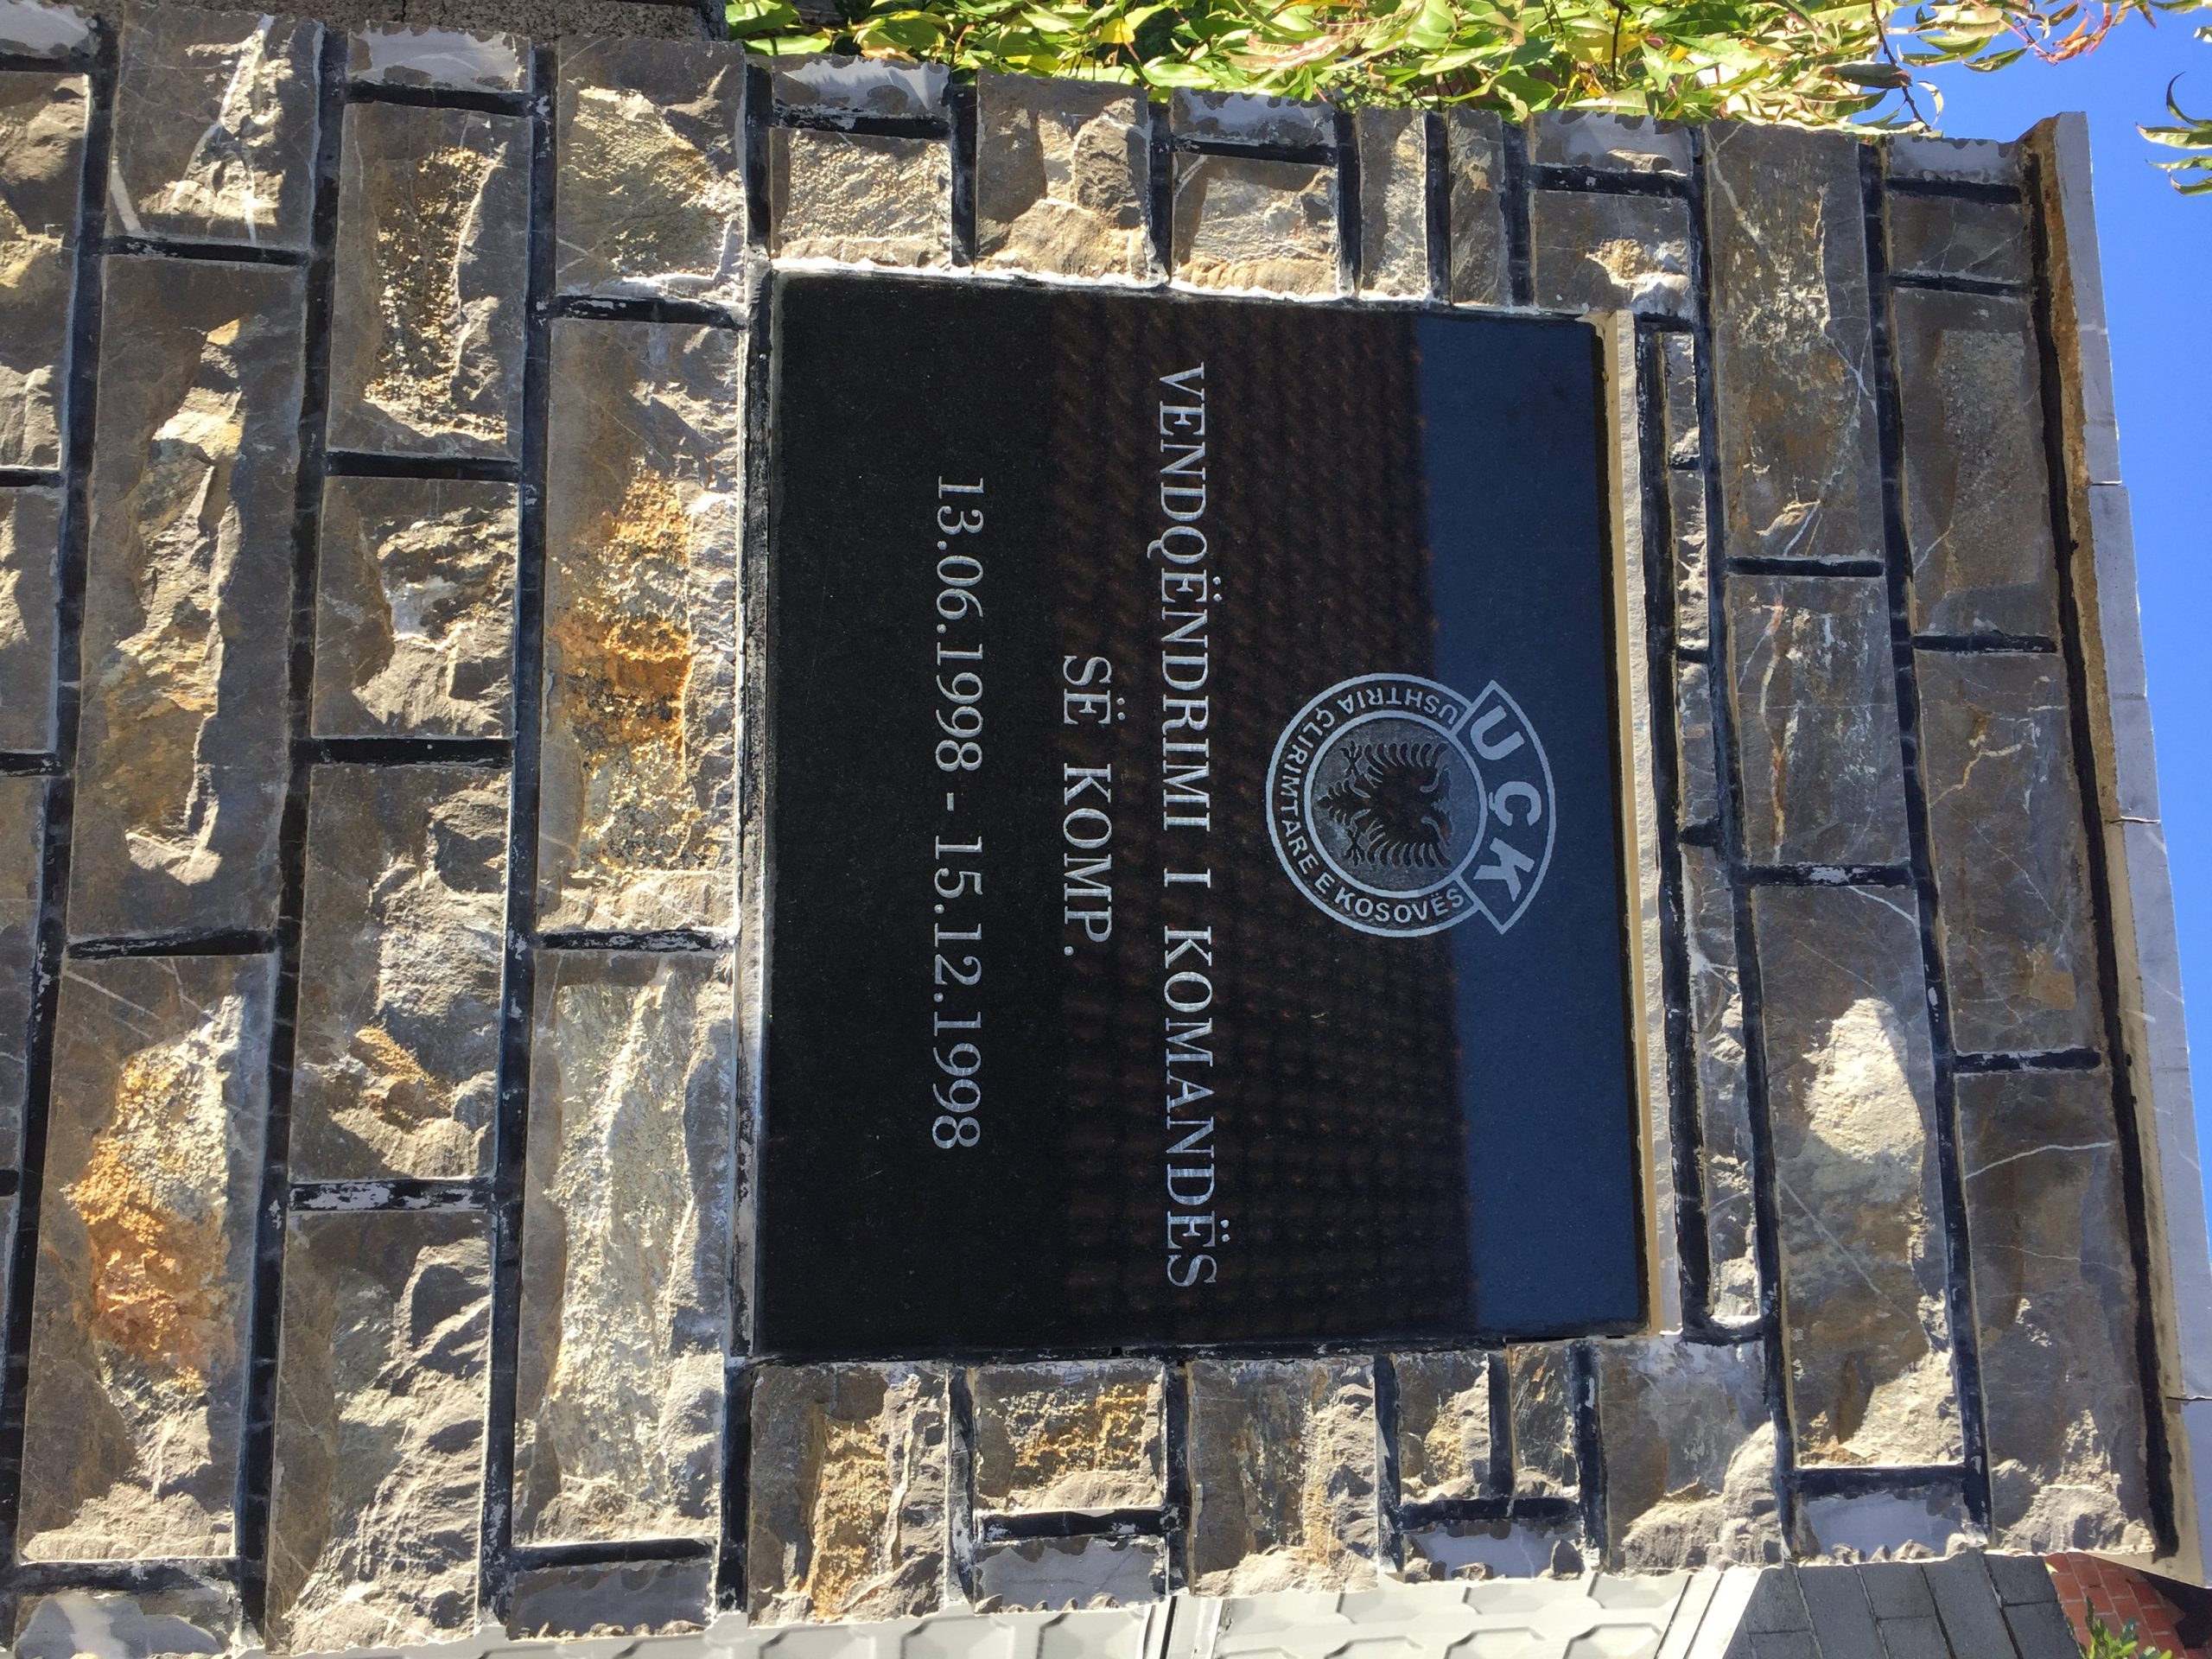 UÇK
USHTRIA ÇLIRIMTARE E KOSOVËS
VENDQËNDRIMI I KOMANDËS
SË KOMP.
13.06.1998 - 15.12.1998